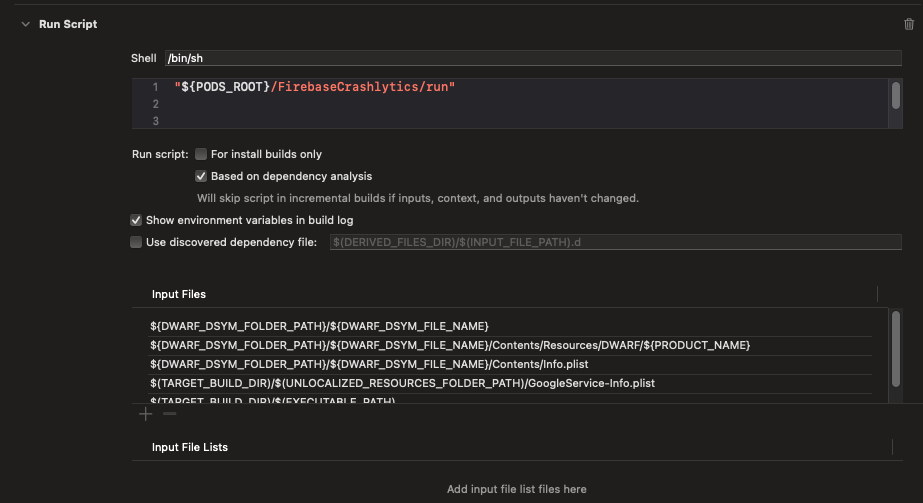 Run Script
Shell /bin/sh
1 "${PODS_ROOT}/FirebaseCrashlytics/run"
2
3
Run script: For install builds only
Based on dependency analysis
Will skip script in incremental builds if inputs, context, and outputs haven't changed.
Show environment variables in build log
Use discovered dependency file: $(DERIVED_FILES_DIR)/$(INPUT_FILE_PATH).d
Input Files
${DWARF_DSYM_FOLDER_PATH}/${DWARF_DSYM_FILE_NAME}
${DWARF_DSYM_FOLDER_PATH}/${DWARF_DSYM_FILE_NAME}/Contents/Resources/DWARF/${PRODUCT_NAME}
${DWARF_DSYM_FOLDER_PATH}/${DWARF_DSYM_FILE_NAME}/Contents/Info.plist
$(TARGET_BUILD_DIR)/$(UNLOCALIZED_RESOURCES_FOLDER_PATH)/GoogleService-Info.plist
$(TARGET_BUILD_DIR)/$(EXECUTABLE_PATH)
Input File Lists
Add input file list files here